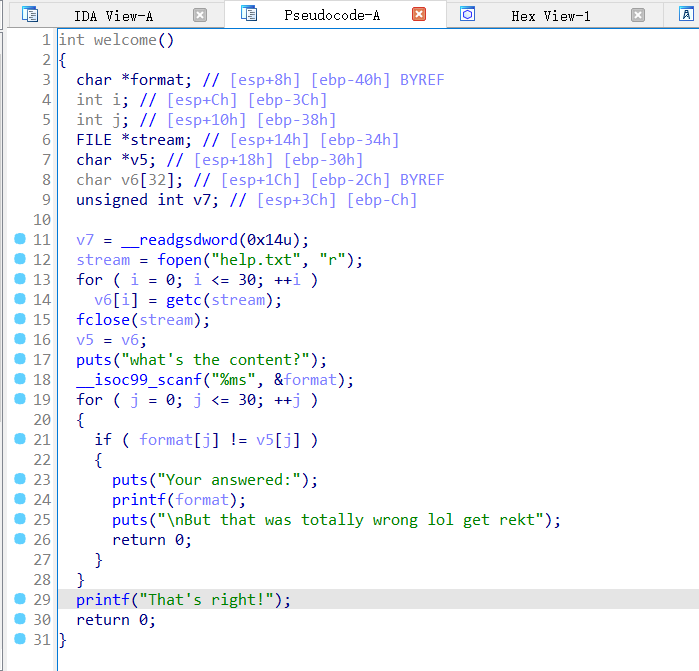 IDA View-A Pseudocode-A Hex View-1 A
1 int welcome()
2 {
3 char *format; // [esp+8h] [ebp-40h] BYREF
4 int i; // [esp+Ch] [ebp-3Ch]
5 int j; // [esp+10h] [ebp-38h]
6 FILE *stream; // [esp+14h] [ebp-34h]
7 char *v5; // [esp+18h] [ebp-30h]
8 char v6[32]; // [esp+1Ch] [ebp-2Ch] BYREF
9 unsigned int v7; // [esp+3Ch] [ebp-Ch]
10
11 v7 = __readgsdword(0x14u);
12 stream = fopen("help.txt", "r");
13 for ( i = 0; i <= 30; ++i )
14 v6[i] = getc(stream);
15 fclose(stream);
16 v5 = v6;
17 puts("what's the content?");
18 __isoc99_scanf("%ms", &format);
19 for ( j = 0; j <= 30; ++j )
20 {
21 if ( format[j] != v5[j] )
22 {
23 puts("Your answered:");
24 printf(format);
25 puts("\nBut that was totally wrong lol get rekt");
26 return 0;
27 }
28 }
29 printf("That's right!");
30 return 0;
31 }